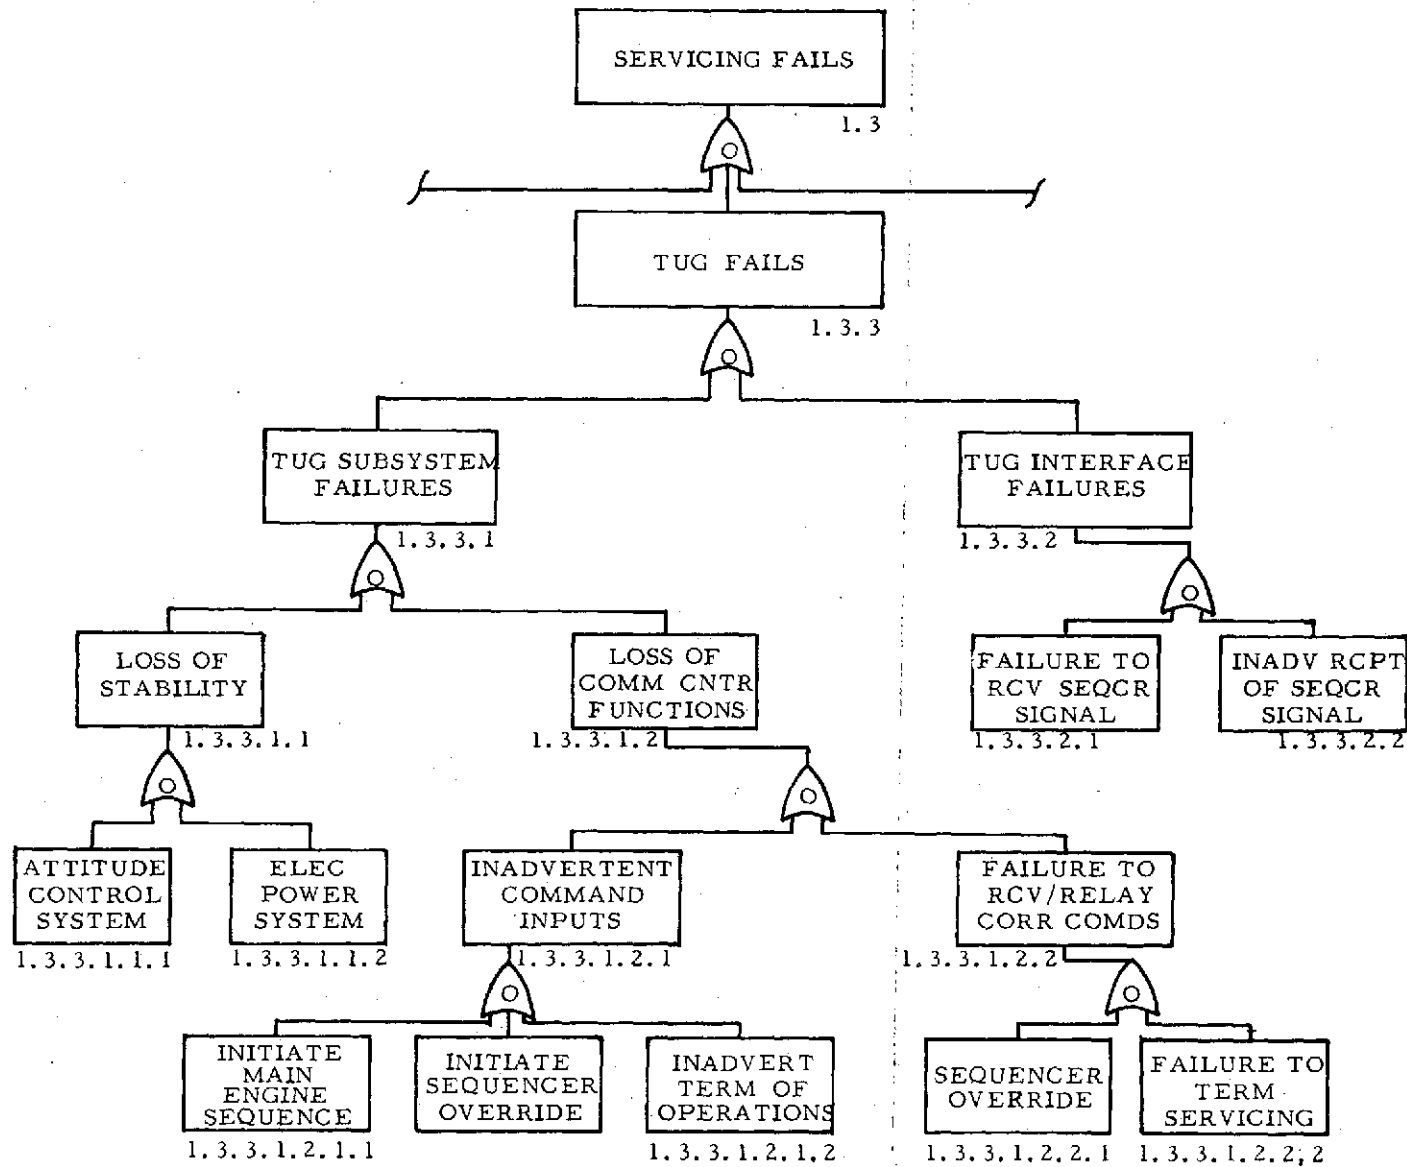 SERVICING FAILS
1.3
TUG FAILS
1.3.3
TUG SUBSYSTEM
FAILURES
1.3.3.1
TUG INTERFACE
FAILURES
1.3.3.2
LOSS OF
STABILITY
1.3.3.1.1
LOSS OF
COMM CNTR
FUNCTIONS
1.3.3.1.2
FAILURE TO
RCV SEQCR
SIGNAL
1.3.3.2.1
INADV RCPT
OF SEQCR
SIGNAL
1.3.3.2.2
ATTITUDE
CONTROL
SYSTEM
1.3.3.1.1.1
ELEC
POWER
SYSTEM
1.3.3.1.1.2
INADVERTENT
COMMAND
INPUTS
1.3.3.1.2.1
FAILURE TO
RCV/RELAY
CORR COMDS
1.3.3.1.2.2
INITIATE
MAIN
ENGINE
SEQUENCE
1.3.3.1.2.1.1
INITIATE
SEQUENCER
OVERRIDE
INADVERT
TERM OF
OPERATIONS
1.3.3.1.2.1.2
SEQUENCER
OVERRIDE
1.3.3.1.2.2.1
FAILURE TO
TERM
SERVICING
1.3.3.1.2.2,2